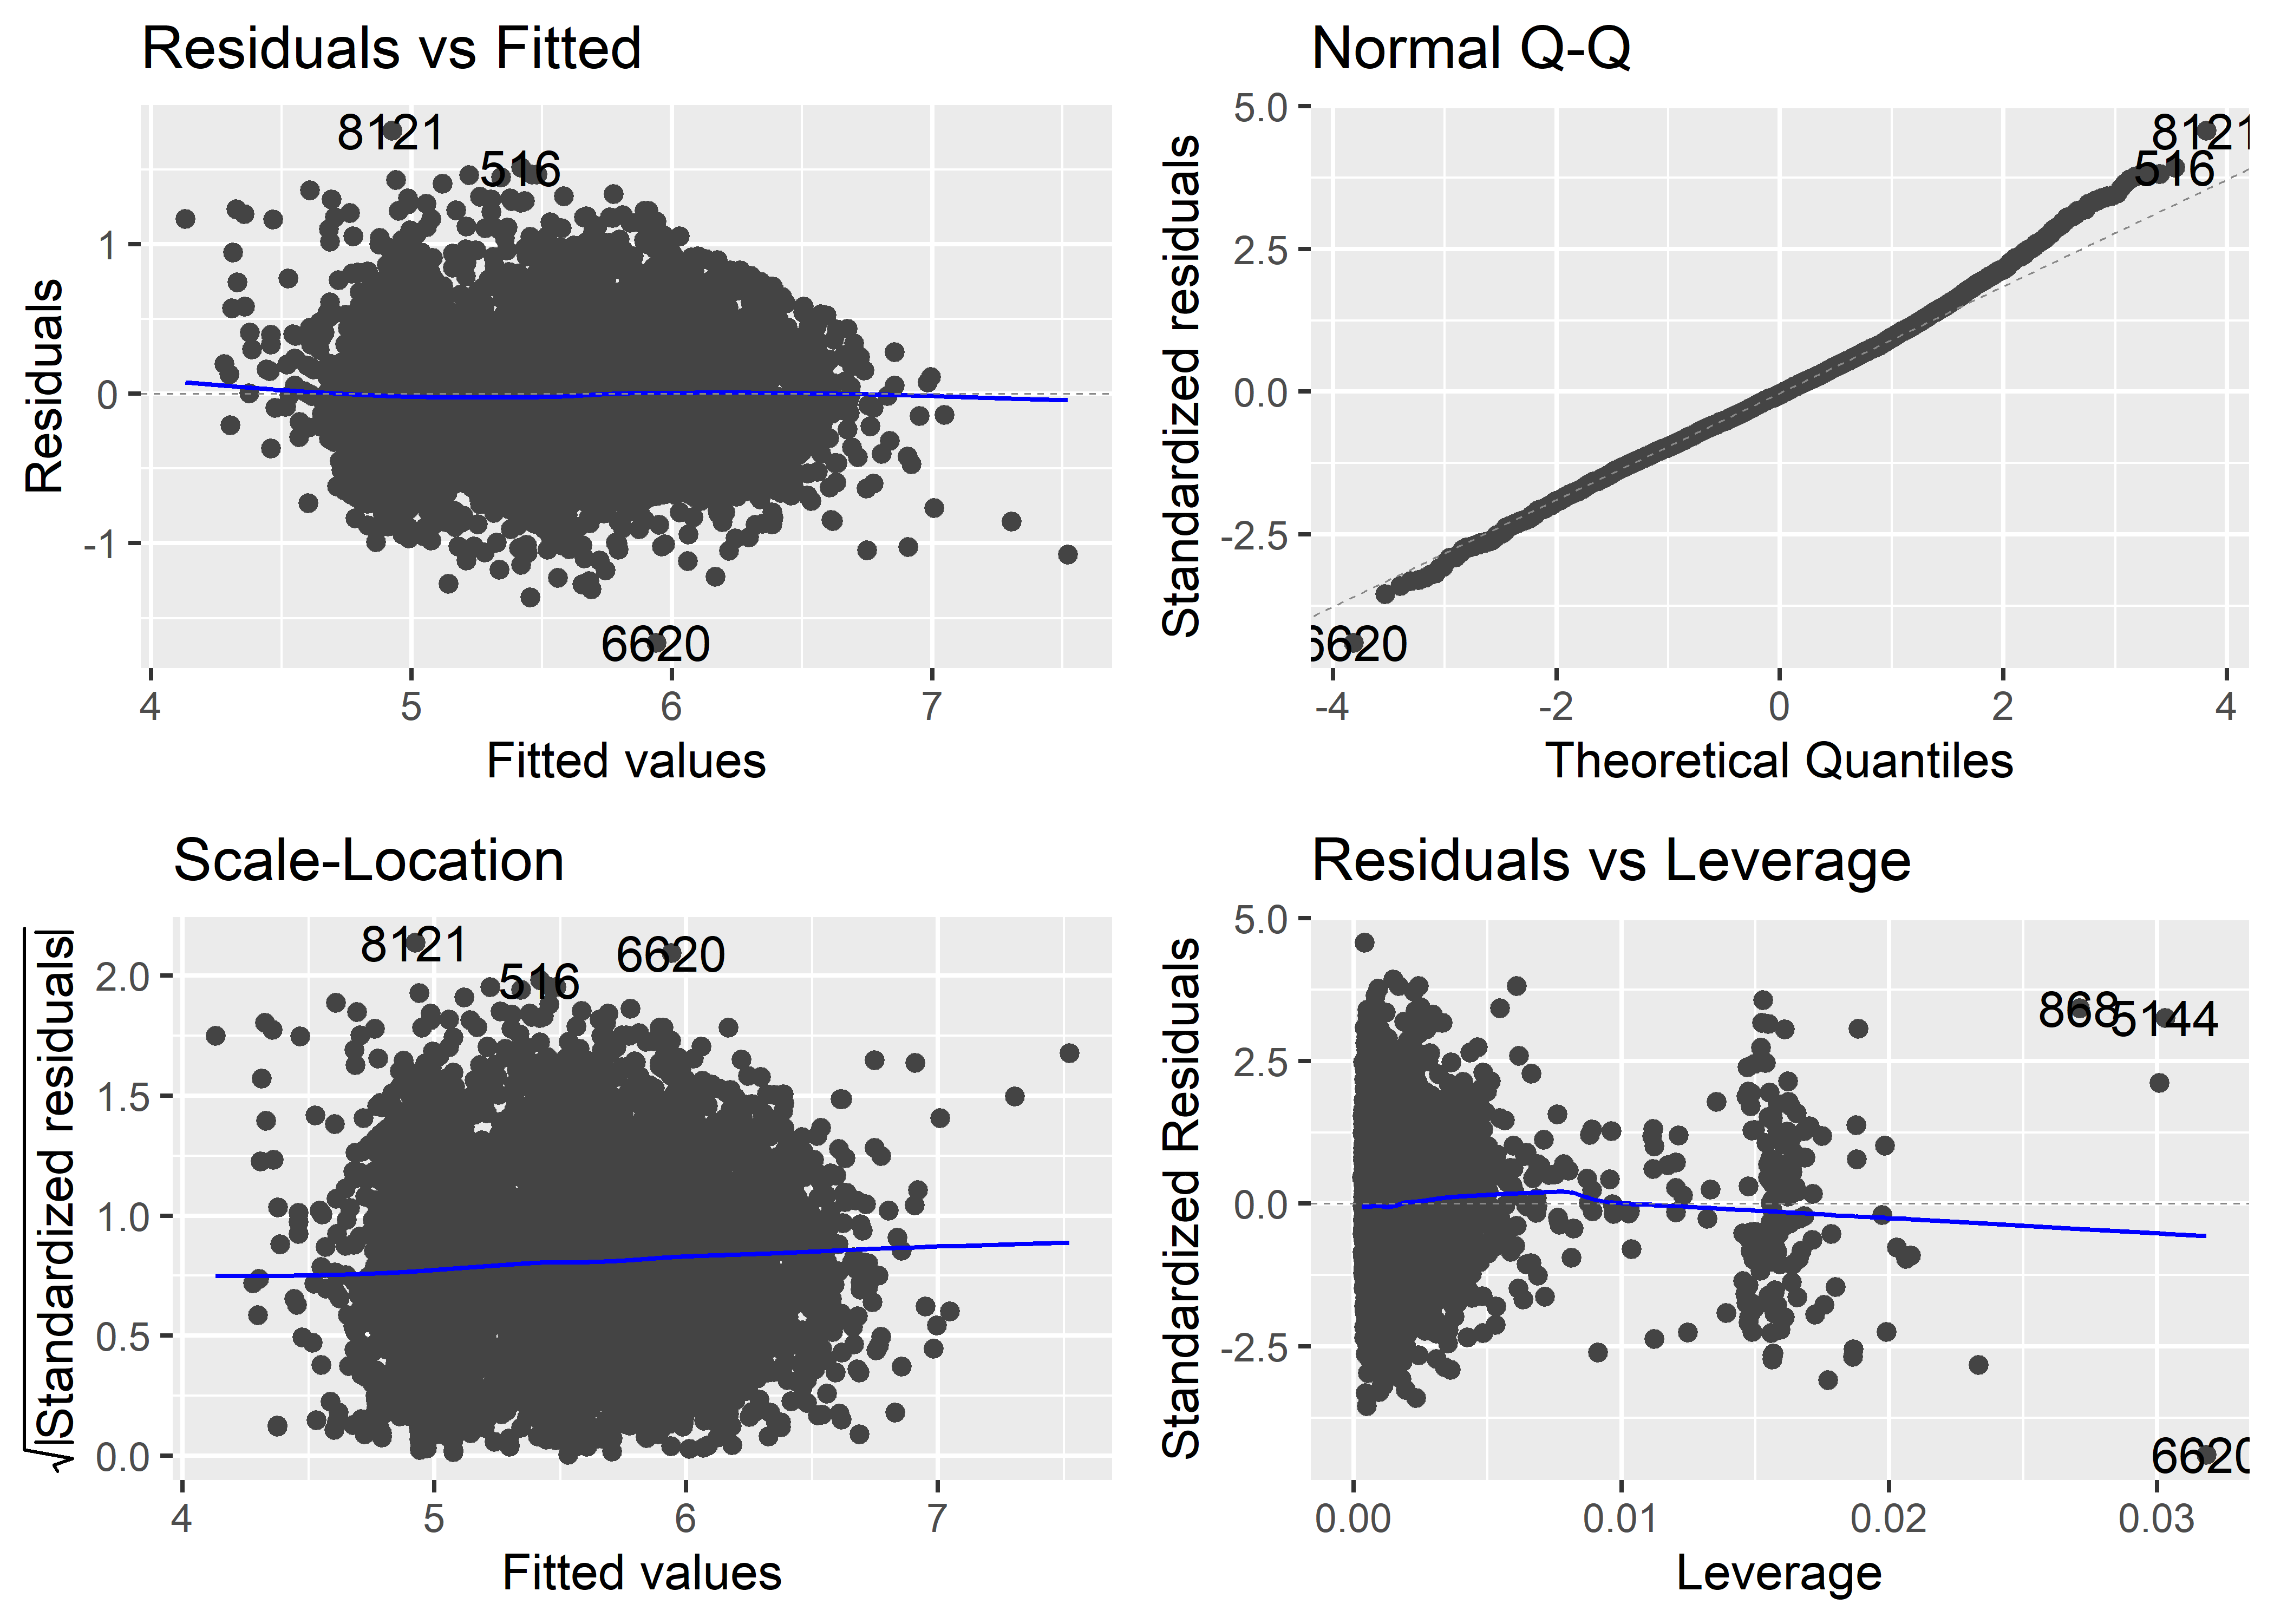 Residuals vs Fitted
Residuals
1
0
-1
8121
516
6620
4 5 6 7
Fitted values
Normal Q-Q
Standardized residuals
5.0
2.5
0.0
-2.5
8121
516
6620
-4 -2 0 2 4
Theoretical Quantiles
Scale-Location
√|Standardized residuals|
2.0
1.5
1.0
0.5
0.0
8121
6620
516
4 5 6 7
Fitted values
Residuals vs Leverage
Standardized Residuals
5.0
2.5
0.0
-2.5
868
5144
6620
0.00 0.01 0.02 0.03
Leverage